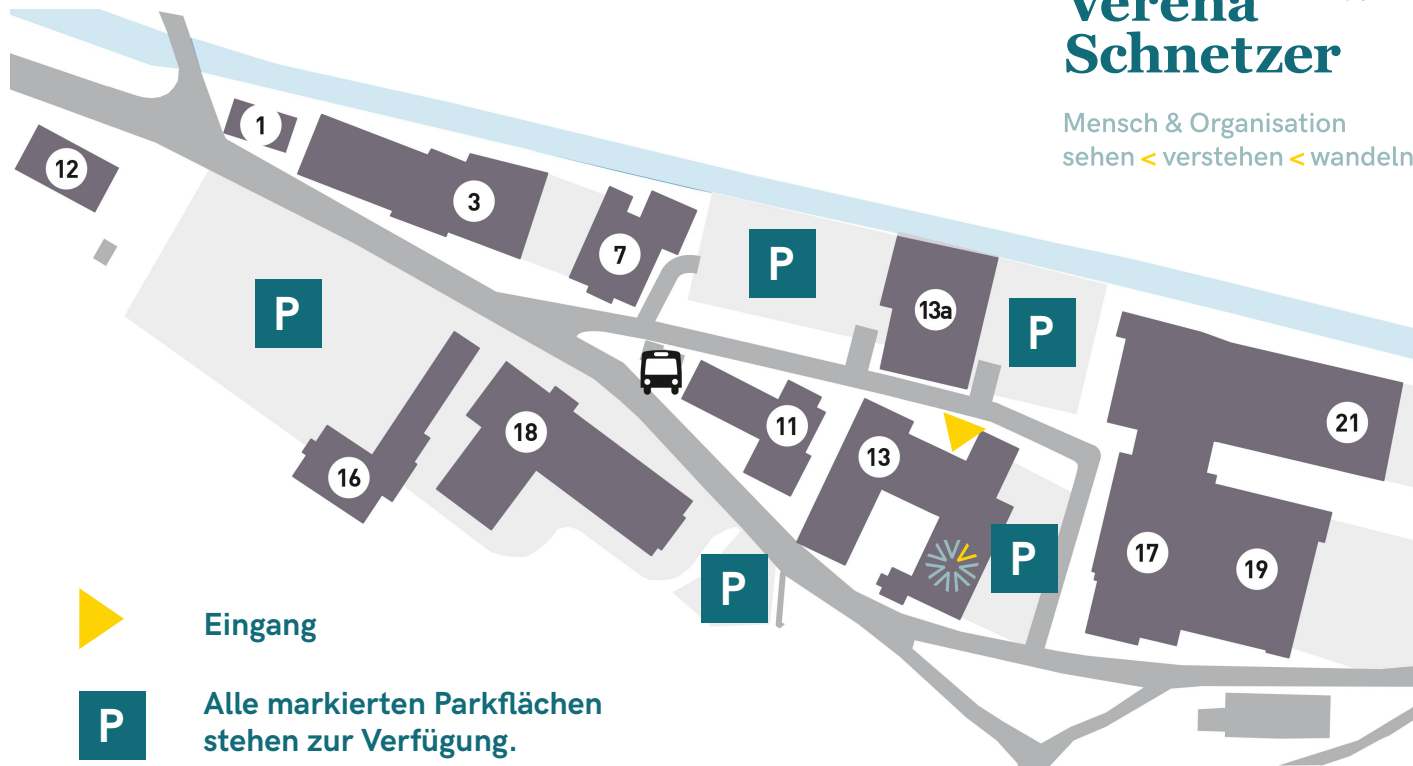 Verena
Schnetzer
Mensch & Organisation
sehen < verstehen < wandeln
1
12
3
7
P
13a
P
P
21
11
18
13
16
P
17
19
P
Eingang
P
Alle markierten Parkflächen
stehen zur Verfügung.